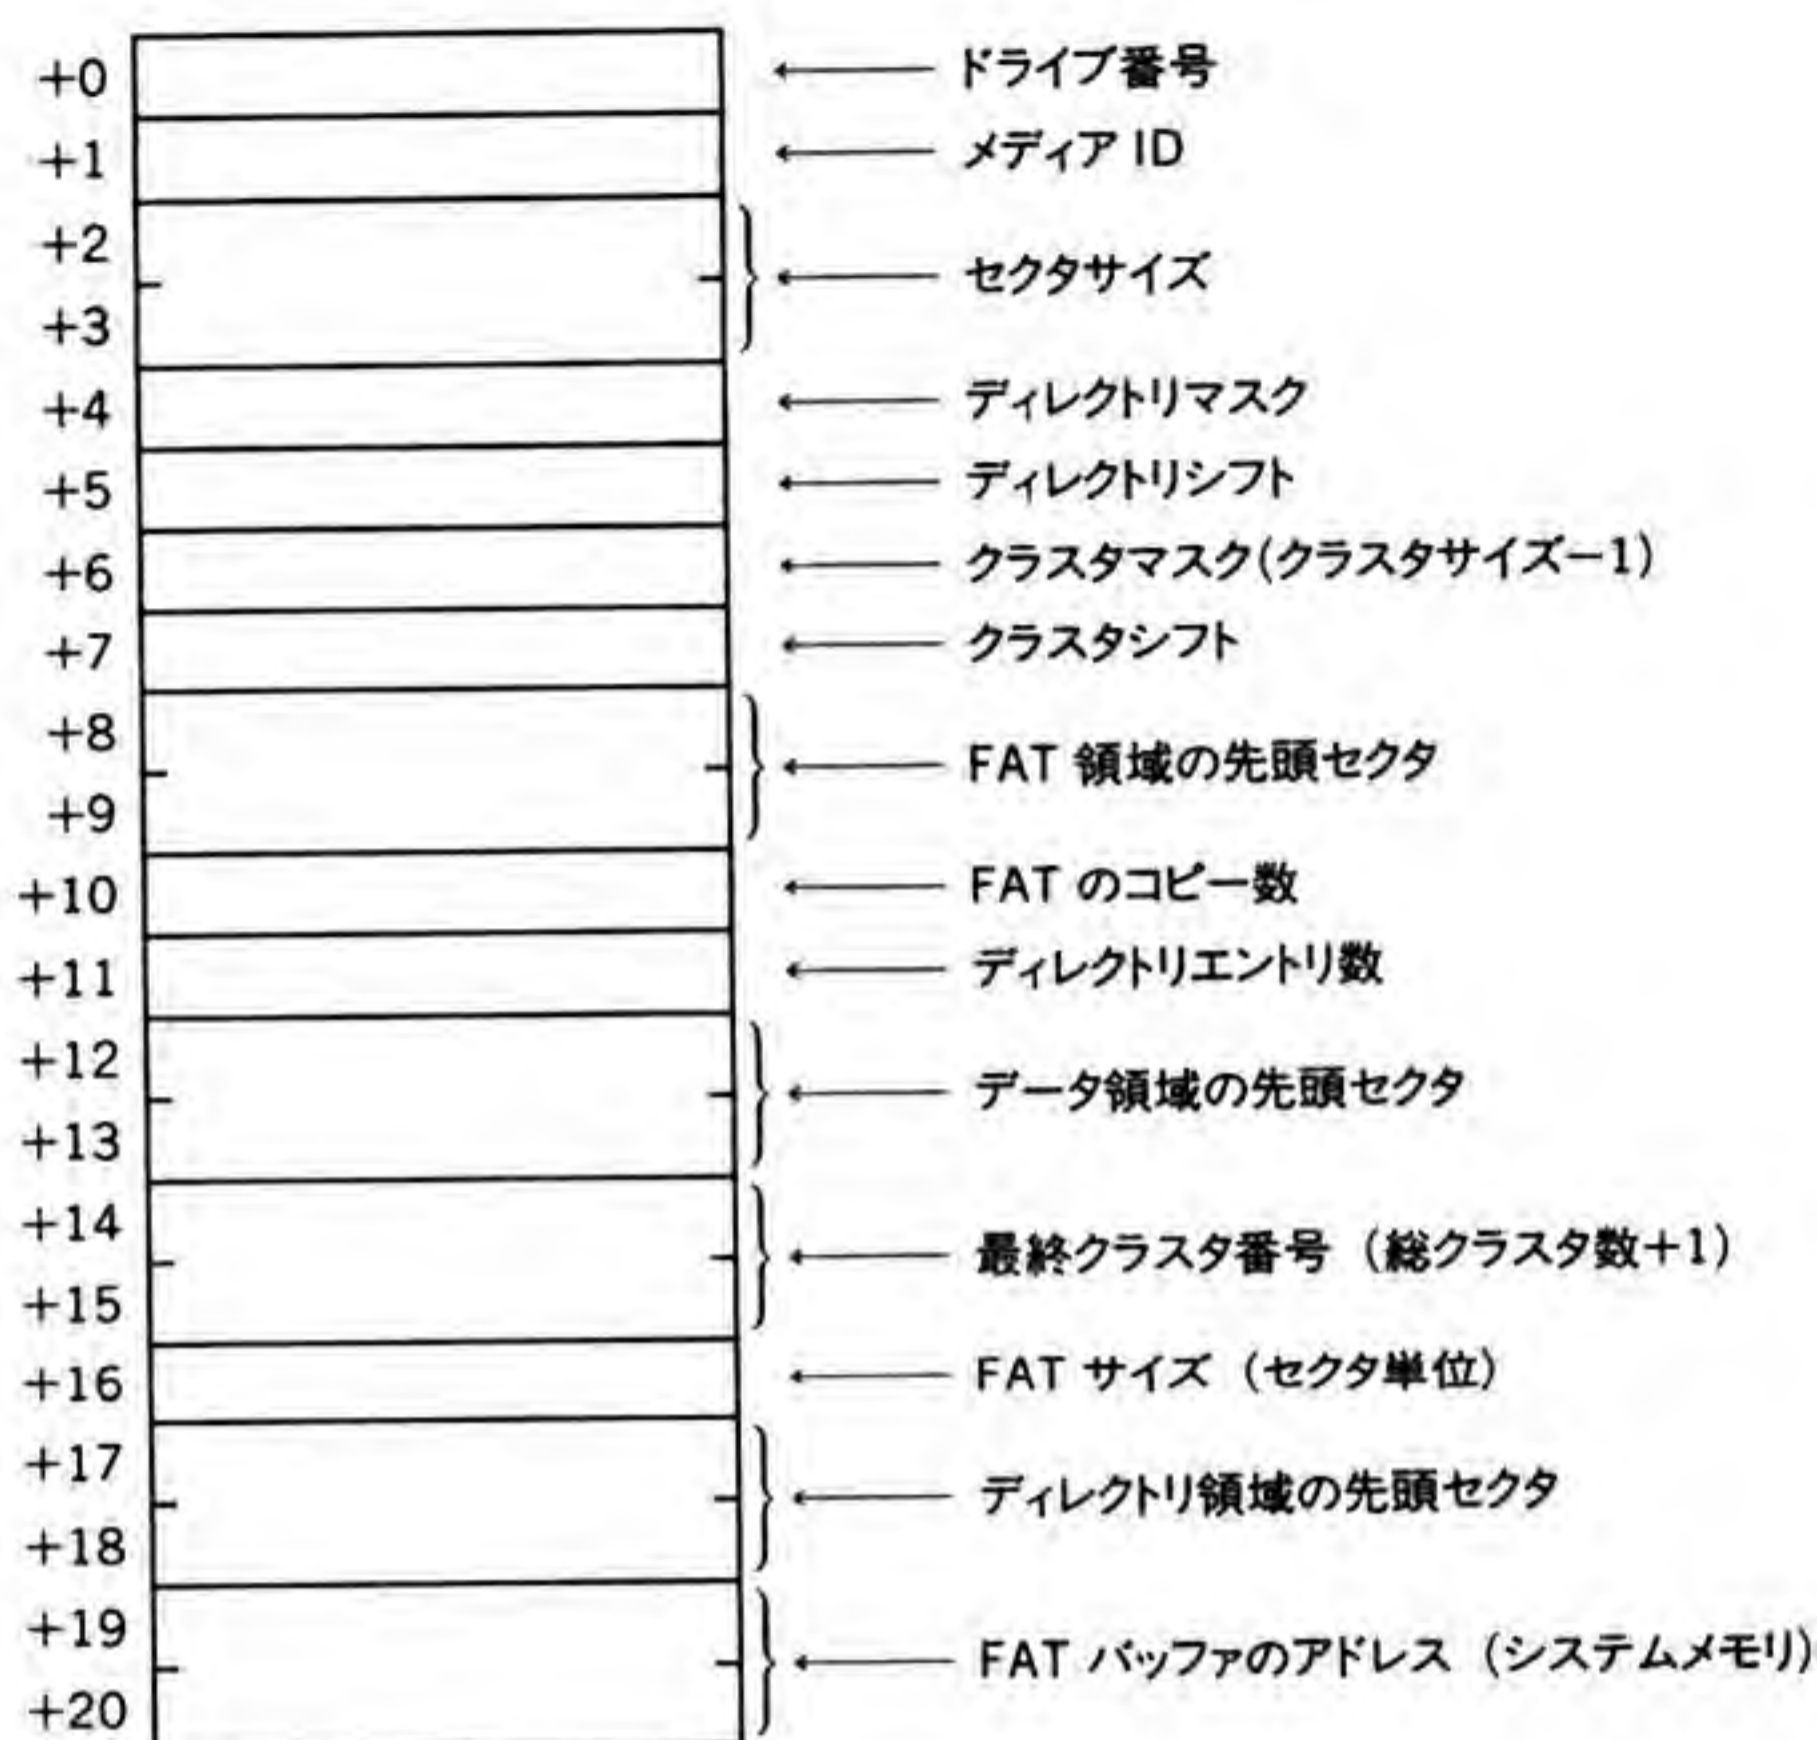 +0 ドライブ番号
+1 メディア ID
+2
セクタサイズ
+3
+4 ディレクトリマスク
+5 ディレクトリシフト
+6 クラスタマスク(クラスタサイズー1)
+7 クラスタシフト
+8
FAT 領域の先頭セクタ
+9
+10 FAT のコピー数
+11 ディレクトリエントリ数
+12
データ領域の先頭セクタ
+13
+14
最終クラスタ番号 (総クラスタ数+1)
+15
+16 FAT サイズ (セクタ単位)
+17
ディレクトリ領域の先頭セクタ
+18
+19
FAT バッファのアドレス (システムメモリ)
+20